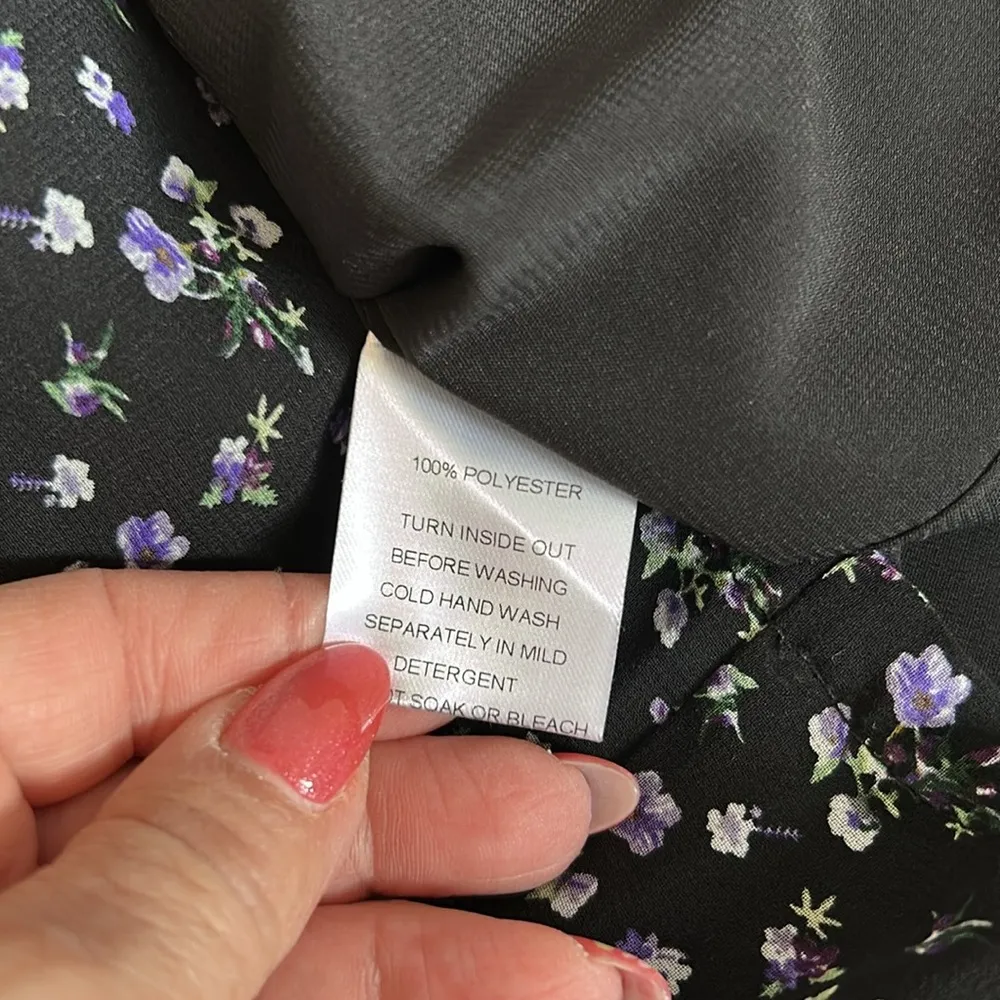 100% POLYESTER
TURN INSIDE OUT
BEFORE WASHING
COLD HAND WASH
SEPARATELY IN MILD
DETERGENT
SOAK OR BLEACH